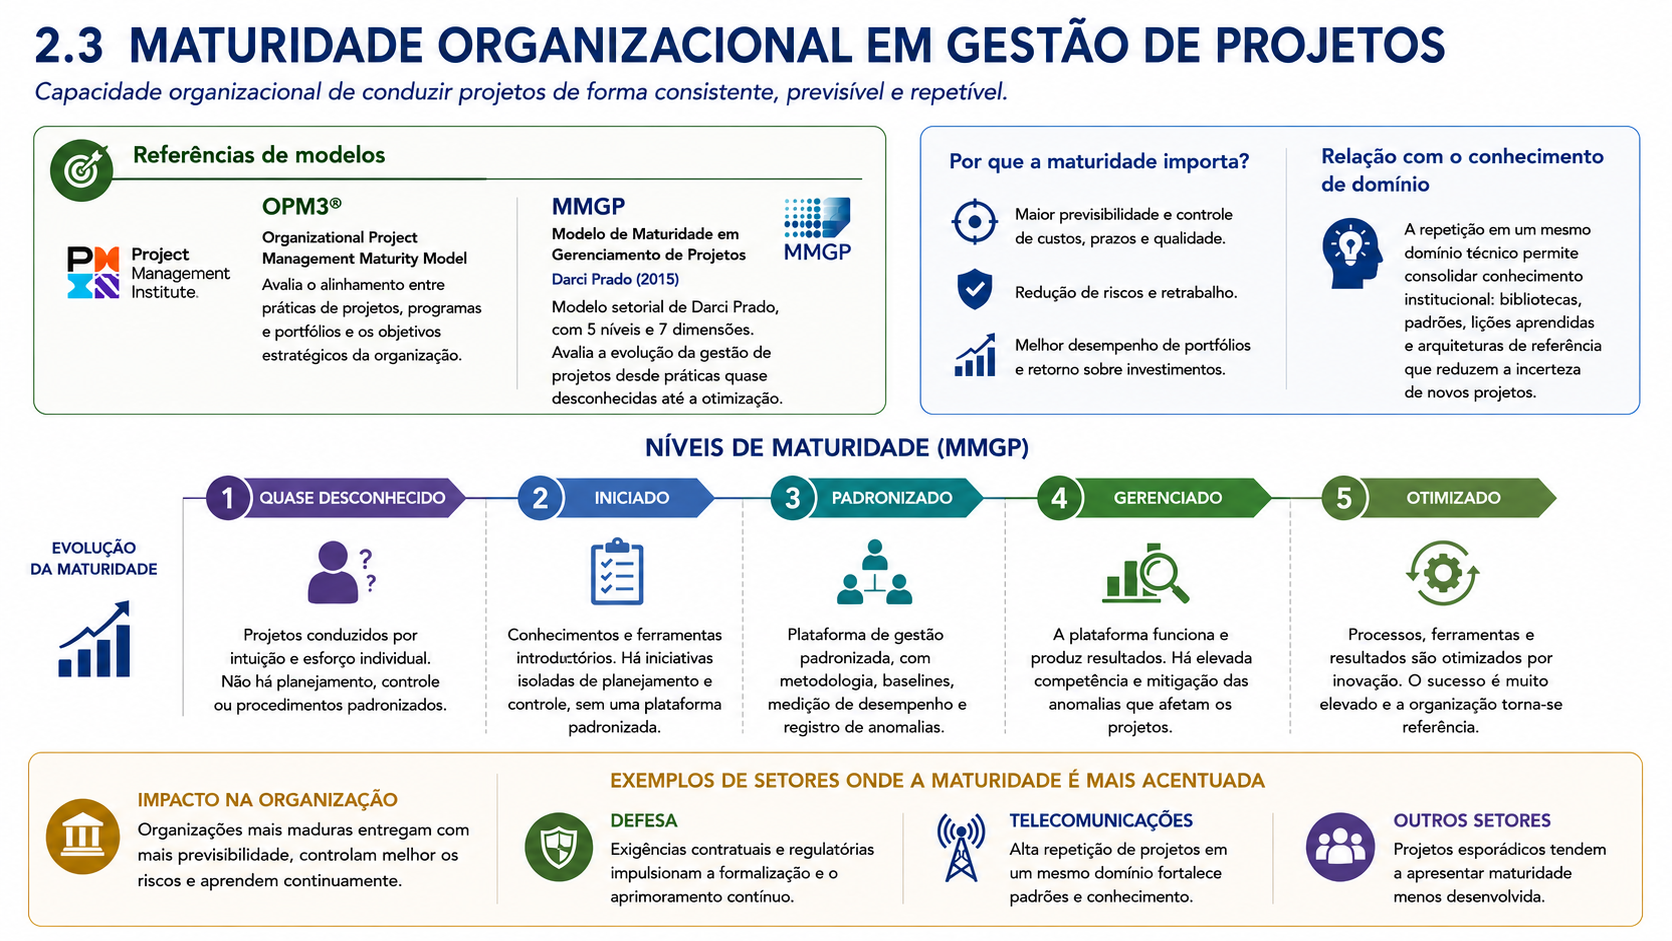 2.3 MATURIDADE ORGANIZACIONAL EM GESTÃO DE PROJETOS
Capacidade organizacional de conduzir projetos de forma consistente, previsível e repetível.
Referências de modelos
Project
Management
Institute.
OPM3®
Organizational Project
Management Maturity Model
Avalia o alinhamento entre
práticas de projetos, programas
e portfólios e os objetivos
estratégicos da organização.
MMGP
Modelo de Maturidade em
Gerenciamento de Projetos
Darci Prado (2015)
Modelo setorial de Darci Prado,
com 5 níveis e 7 dimensões.
Avalia a evolução da gestão de
projetos desde práticas quase
desconhecidas até a otimização.
MMGP
Por que a maturidade importa?
Maior previsibilidade e controle
de custos, prazos e qualidade.
Redução de riscos e retrabalho.
Melhor desempenho de portfólios
e retorno sobre investimentos.
Relação com o conhecimento
de domínio
A repetição em um mesmo
domínio técnico permite
consolidar conhecimento
institucional: bibliotecas,
padrões, lições aprendidas
e arquiteturas de referência
que reduzem a incerteza
de novos projetos.
NÍVEIS DE MATURIDADE (MMGP)
EVOLUÇÃO
DA MATURIDADE
1 QUASE DESCONHECIDO
Projetos conduzidos por
intuição e esforço individual.
Não há planejamento, controle
ou procedimentos padronizados.
2 INICIADO
Conhecimentos e ferramentas
introductórios. Há iniciativas
isoladas de planejamento e
controle, sem uma plataforma
padronizada.
3 PADRONIZADO
Plataforma de gestão
padronizada, com
metodologia, baselines,
medição de desempenho e
registro de anomalias.
4 GERENCIADO
A plataforma funciona e
produz resultados. Há elevada
competência e mitigação das
anomalias que afetam os
projetos.
5 OTIMIZADO
Processos, ferramentas e
resultados são otimizados por
inovação. O sucesso é muito
elevado e a organização torna-se
referência.
IMPACTO NA ORGANIZAÇÃO
Organizações mais maduras entregam com
mais previsibilidade, controlam melhor os
riscos e aprendem continuamente.
EXEMPLOS DE SETORES ONDE A MATURIDADE É MAIS ACENTUADA
DEFESA
Exigências contratuais e regulatórias
impulsionam a formalização e o
aprimoramento contínuo.
TELECOMUNICAÇÕES
Alta repetição de projetos em
um mesmo domínio fortalece
padrões e conhecimento.
OUTROS SETORES
Projetos esporádicos tendem
a apresentar maturidade
menos desenvolvida.